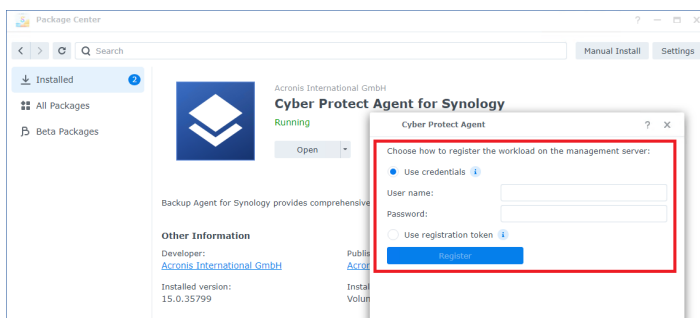 Package Center
Search
Manual Install
Settings
Installed
2
All Packages
Beta Packages
Acronis International GmbH
Cyber Protect Agent for Synology
Running
Open
Backup Agent for Synology provides comprehensive
Other Information
Developer:
Acronis International GmbH
Installed version:
15.0.35799
Cyber Protect Agent
Choose how to register the workload on the management server:
Use credentials
User name:
Password:
Use registration token
Register